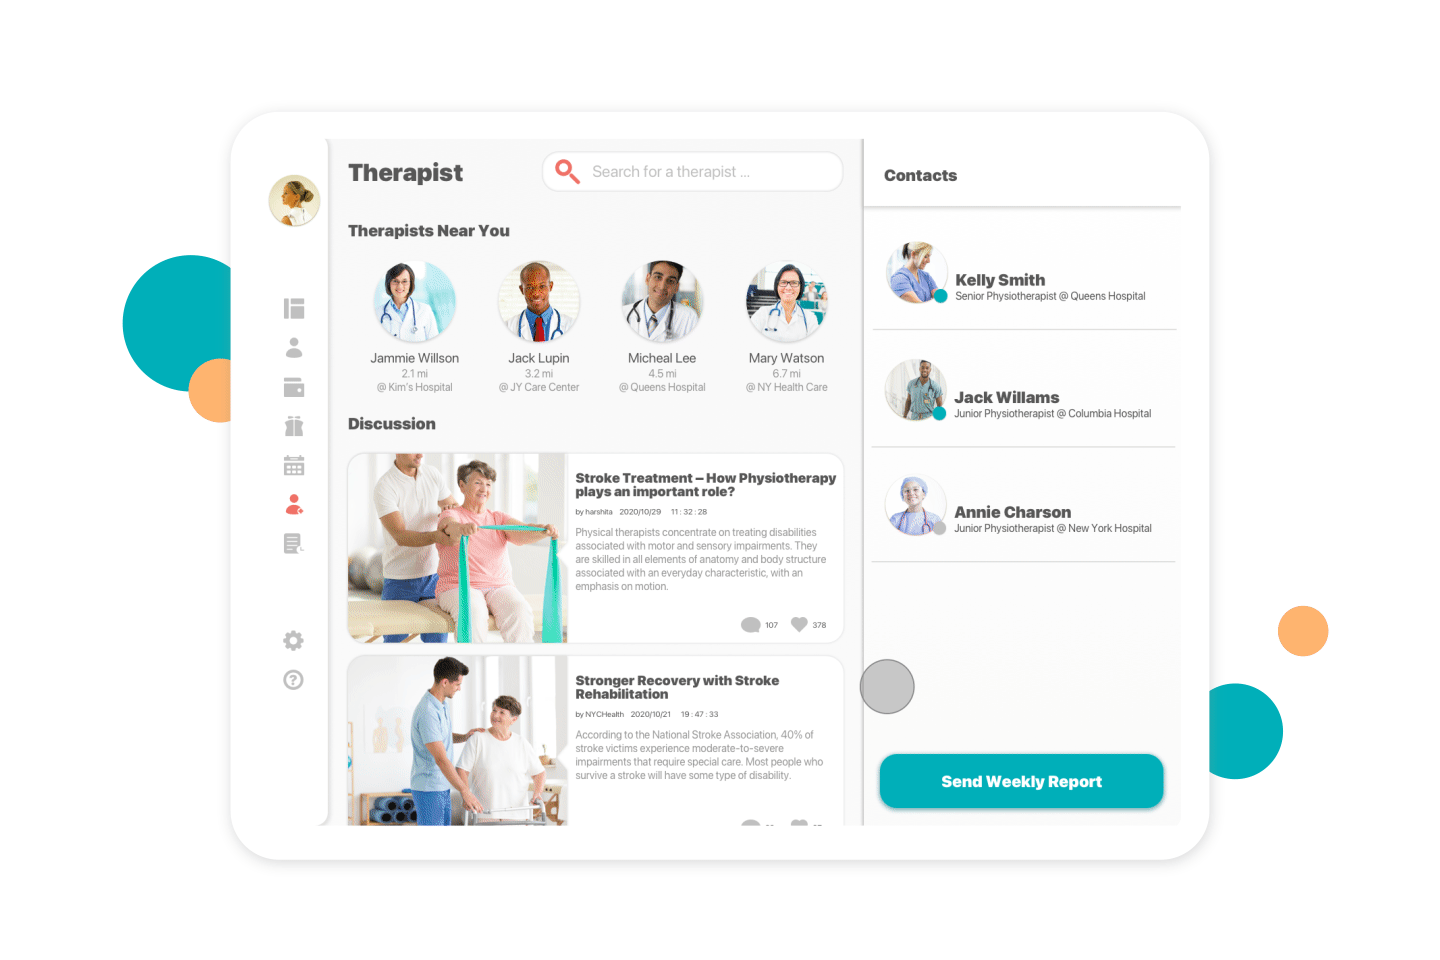 Therapist
Search for a therapist ...
Therapists Near You
Jammie Willson
2.1 mi
@ Kim's Hospital
Jack Lupin
3.2 mi
@ JY Care Center
Micheal Lee
4.5 mi
@ Queens Hospital
Mary Watson
6.7 mi
@ NY Health Care
Discussion
Stroke Treatment – How Physiotherapy
plays an important role?
by harshita 2020/10/29 11 : 32 : 28
Physical therapists concentrate on treating disabilities
associated with motor and sensory impairments. They
are skilled in all elements of anatomy and body structure
associated with an everyday characteristic, with an
emphasis on motion.
107 378
Stronger Recovery with Stroke
Rehabilitation
by NYCHealth 2020/10/21 19 : 47 : 33
According to the National Stroke Association, 40% of
stroke victims experience moderate-to-severe
impairments that require special care. Most people who
survive a stroke will have some type of disability.
Contacts
Kelly Smith
Senior Physiotherapist @ Queens Hospital
Jack Willams
Junior Physiotherapist @ Columbia Hospital
Annie Charson
Junior Physiotherapist @ New York Hospital
Send Weekly Report